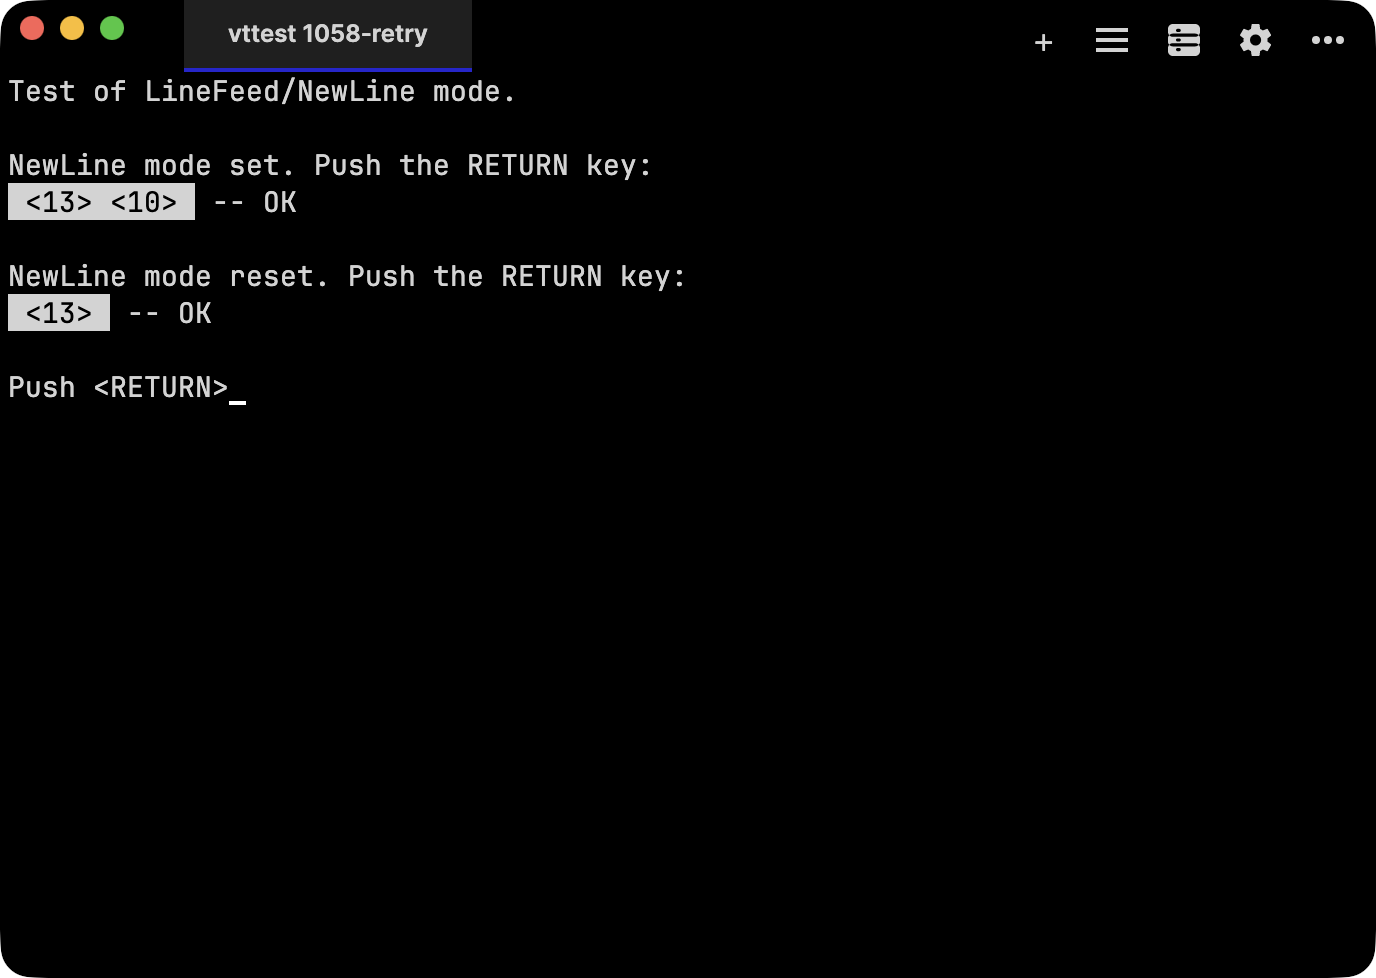 vttest 1058-retry
Test of LineFeed/NewLine mode.
NewLine mode set. Push the RETURN key:
<13> <10> -- OK
NewLine mode reset. Push the RETURN key:
<13> -- OK
Push <RETURN>